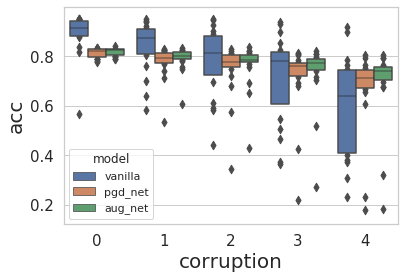 acc
0.8
0.6
0.4
0.2
model
vanilla
pgd_net
aug_net
0 1 2 3 4
corruption